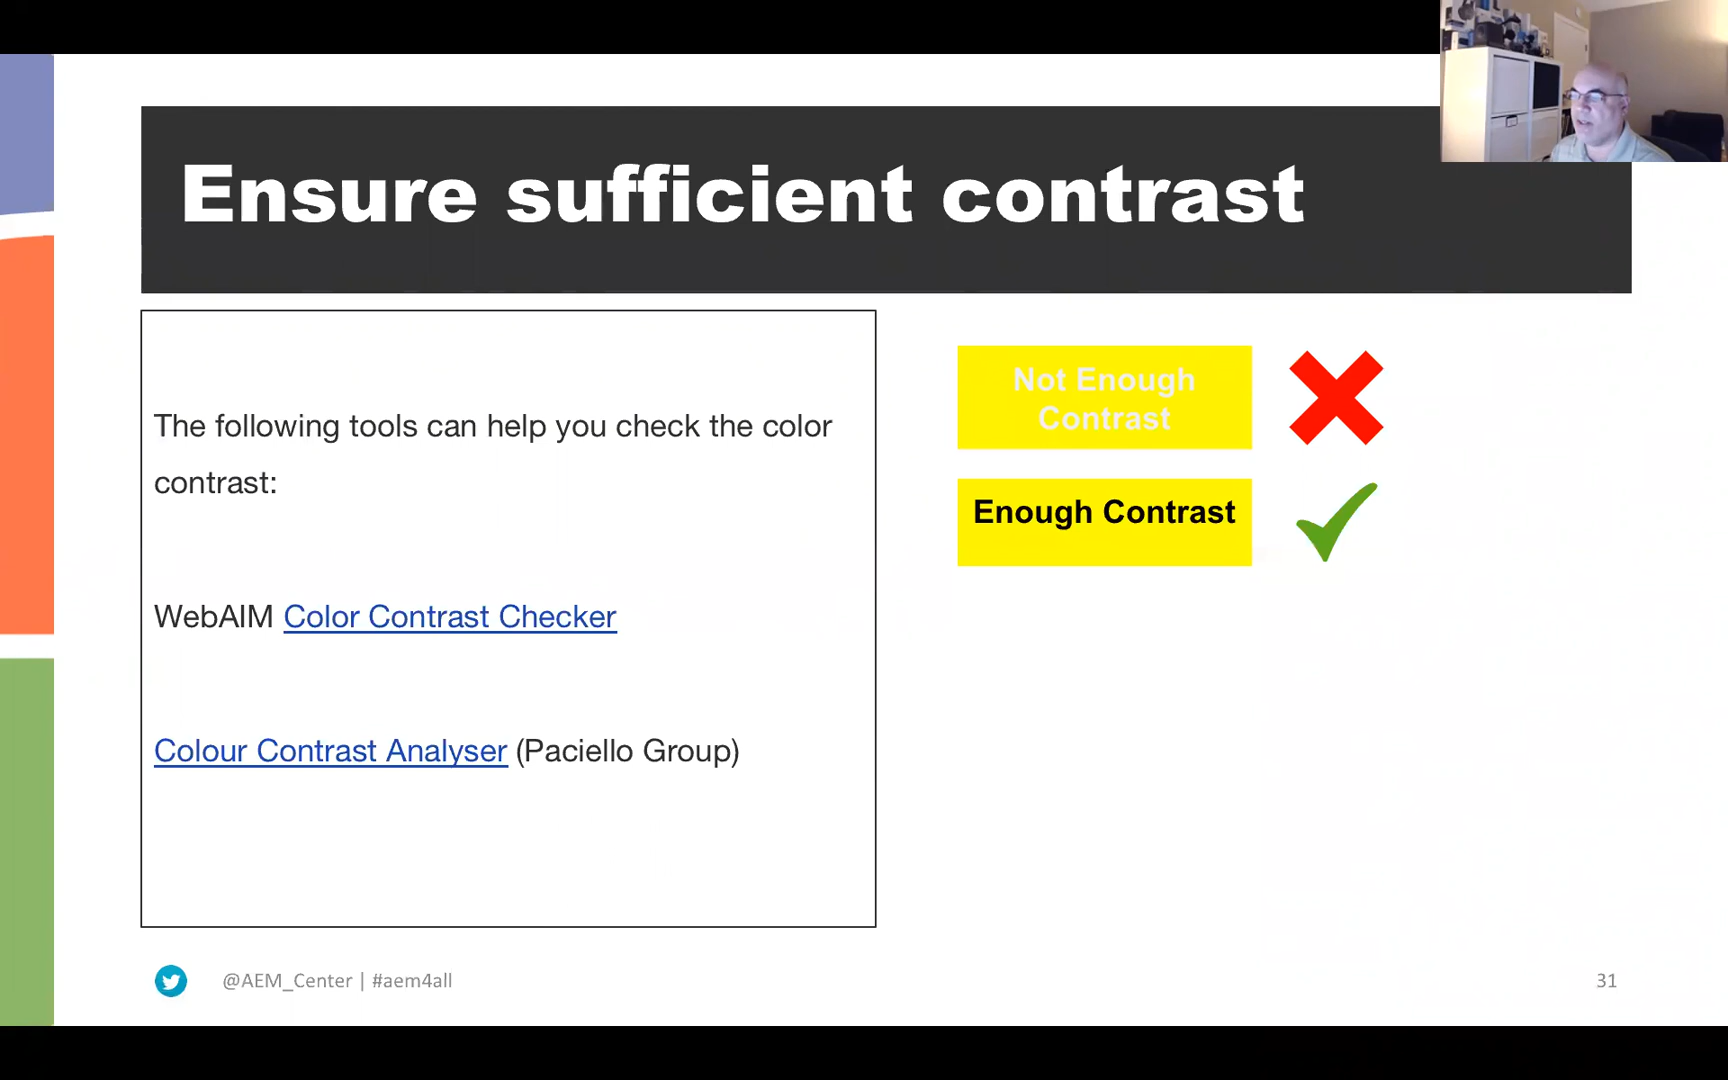 Ensure sufficient contrast
The following tools can help you check the color
contrast:
WebAIM Color Contrast Checker
Colour Contrast Analyser (Paciello Group)
Not Enough
Contrast
Enough Contrast
@AEM_Center | #aem4all
31